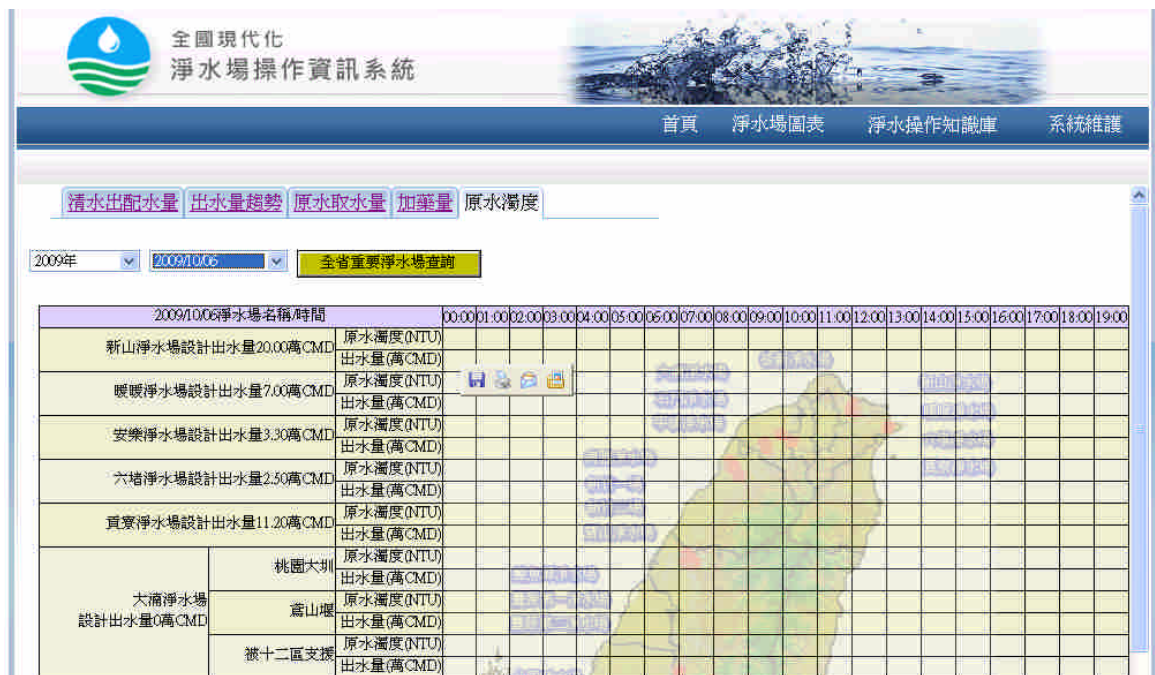 全國現代化
淨水場操作資訊系統
首頁 淨水場圖表 淨水操作知識庫 系統維護
清水出配水量 出水量趨勢 原水取水量 加藥量 原水濁度
2009年 2009/10/06 全省重要淨水場查詢
2009/10/06淨水場名稱/時間 00:00 01:00 02:00 03:00 04:00 05:00 06:00 07:00 08:00 09:00 10:00 11:00 12:00 13:00 14:00 15:00 16:00 17:00 18:00 19:00
新山淨水場設計出水量20.00萬CMD 原水濁度(NTU)
出水量(萬CMD)
暖暖淨水場設計出水量7.00萬CMD 原水濁度(NTU)
出水量(萬CMD)
安樂淨水場設計出水量3.30萬CMD 原水濁度(NTU)
出水量(萬CMD)
六堵淨水場設計出水量2.50萬CMD 原水濁度(NTU)
出水量(萬CMD)
貢寮淨水場設計出水量11.20萬CMD 原水濁度(NTU)
出水量(萬CMD)
大湳淨水場
設計出水量0萬CMD
桃園大圳 原水濁度(NTU)
出水量(萬CMD)
鳶山堰 原水濁度(NTU)
出水量(萬CMD)
被十二區支援 原水濁度(NTU)
出水量(萬CMD)